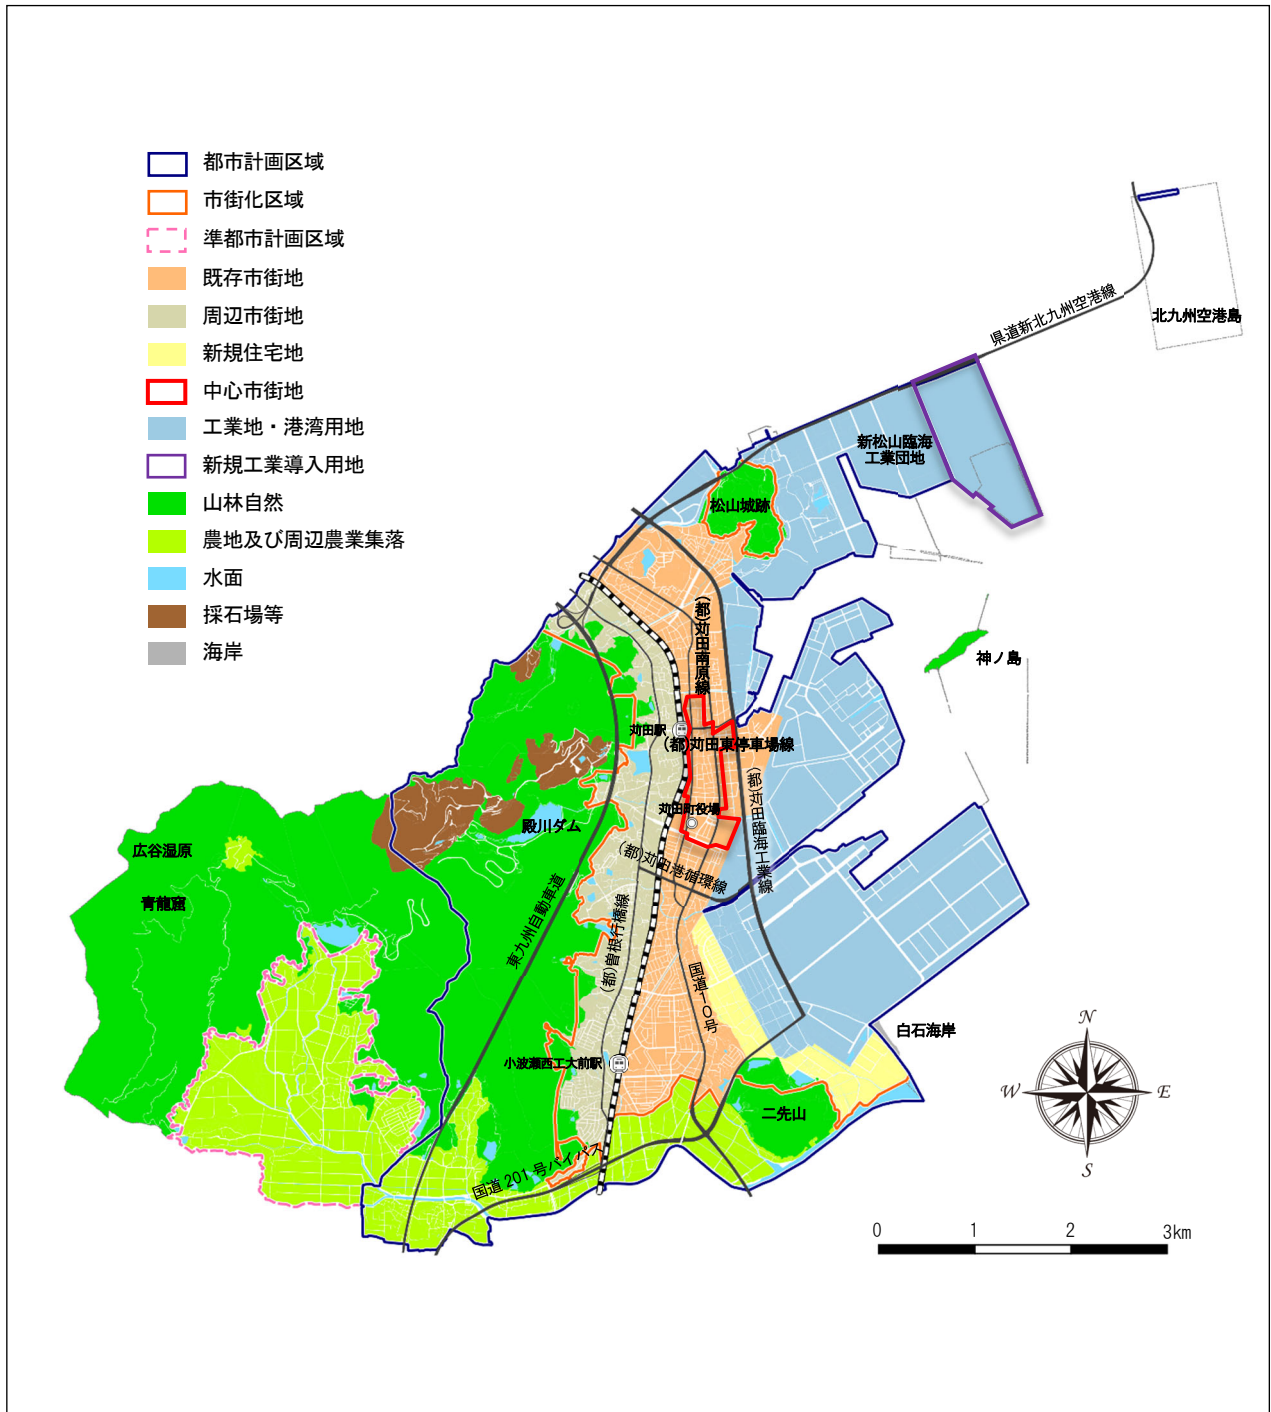 都市計画区域
市街化区域
準都市計画区域
既存市街地
周辺市街地
新規住宅地
中心市街地
工業地・港湾用地
新規工業導入用地
山林自然
農地及び周辺農業集落
水面
採石場等
海岸
北九州空港島
県道新北九州空港線
新松山臨海
工業団地
松山城跡
(都)苅田南原線
神ノ島
苅田駅
(都)苅田東停車場線
(都)苅田臨海工業線
苅田町役場
殿川ダム
(都)苅田港循環線
広谷湿原
青龍窟
東九州自動車道
(都)曽根行橋線
国道10号
白石海岸
小波瀬西工大前駅
二先山
国道201号バイパス
N
W
E
S
0
1
2
3km